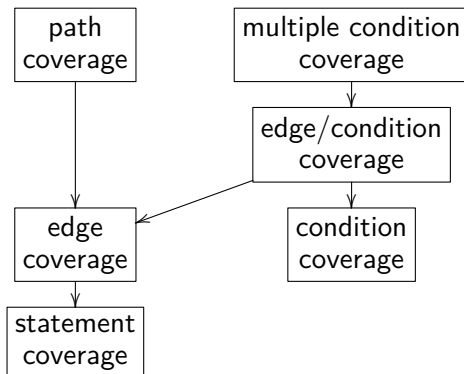 path
coverage
multiple condition
coverage
edge/condition
coverage
edge
coverage
condition
coverage
statement
coverage